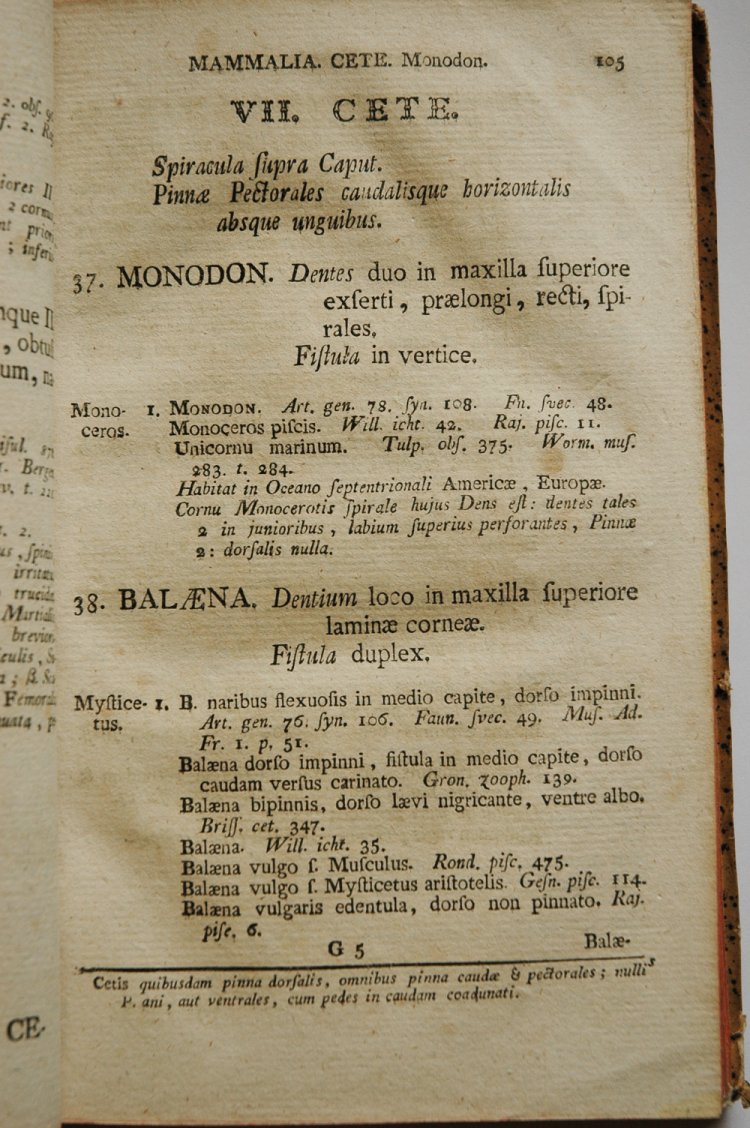 MAMMALIA. CETE. Monodon. 105
VII. CETE.
Spiracula ſupra Caput.
Pinnæ Pectorales caudalisque horizontalis
absque unguibus.
37. MONODON. Dentes duo in maxilla ſuperiore
exſerti, prælongi, recti, ſpi-
rales.
Fiſtula in vertice.
Mono- 1. MONODON. Art. gen. 78. ſyn. 108. Fn. ſvec. 48.
ceros. Monoceros piſcis. Will. icht. 42. Raj. piſc. 11.
Unicornu marinum. Tulp. obſ. 375. Worm. muſ.
283. t. 284.
Habitat in Oceano ſeptentrionali Americæ, Europæ.
Cornu Monocerotis ſpirale hujus Dens eſt: dentes tales
2 in junioribus, labium ſuperius perforantes, Pinnæ
2: dorſalis nulla.
38. BALÆNA. Dentium loco in maxilla ſuperiore
laminæ corneæ.
Fiſtula duplex.
Myſtice- 1. B. naribus flexuoſis in medio capite, dorſo impinni.
tus. Art. gen. 76. ſyn. 106. Faun. ſvec. 49. Muſ. Ad.
Fr. 1. p. 51.
Balæna dorſo impinni, fiſtula in medio capite, dorſo
caudam verſus carinato. Gron. zooph. 139.
Balæna bipinnis, dorſo lævi nigricante, ventre albo.
Briſſ. cet. 347.
Balæna. Will. icht. 35.
Balæna vulgo ſ. Muſculus. Rond. piſc. 475.
Balæna vulgo ſ. Myſticetus ariſtotelis. Geſn. piſc. 114.
Balæna vulgaris edentula, dorſo non pinnato. Raj.
piſe. 6.
G 5 Balæ-
Cetis quibusdam pinna dorſalis, omnibus pinna caudæ & pectorales; nullis
P. ani, aut ventrales, cum pedes in caudam coadunati.